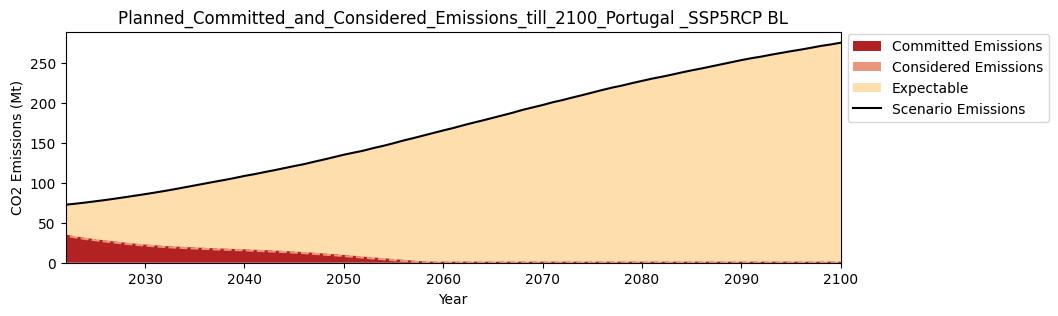 Planned_Committed_and_Considered_Emissions_till_2100_Portugal _SSP5RCP BL
CO2 Emissions (Mt)
250
200
150
100
50
0
2030 2040 2050 2060 2070 2080 2090 2100
Year
Committed Emissions
Considered Emissions
Expectable
Scenario Emissions